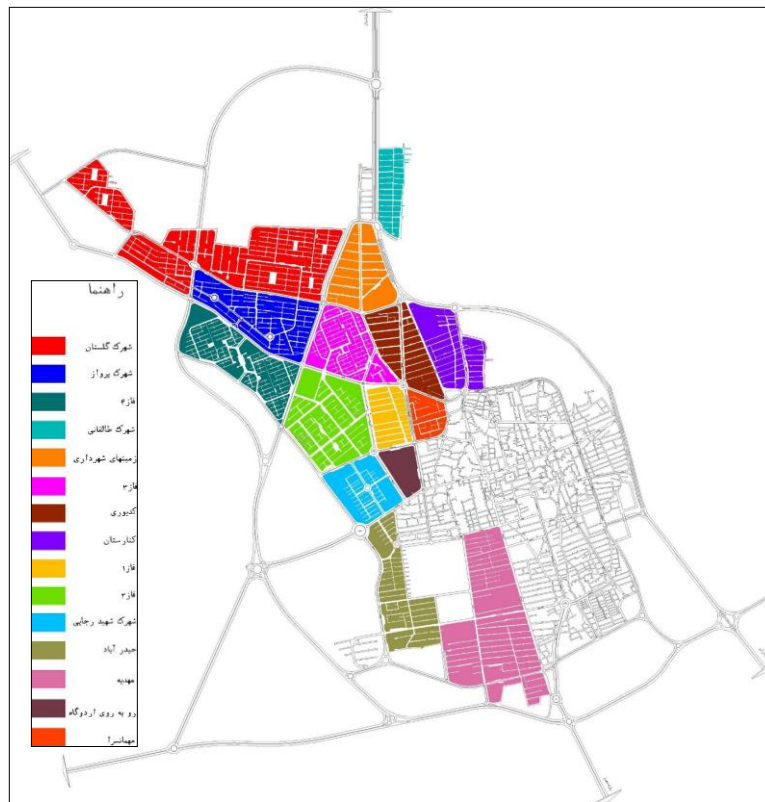 راهنما
شهرک گلستان
شهرک پرواز
فاز۴
شهرک طالقانی
زمینهای شهرداری
فاز۳
کدیوری
کنارستان
فاز۱
فاز۲
شهرک شهید رجایی
حیدر آباد
مهدیه
رو به روی اردوگاه
مهمانسرا